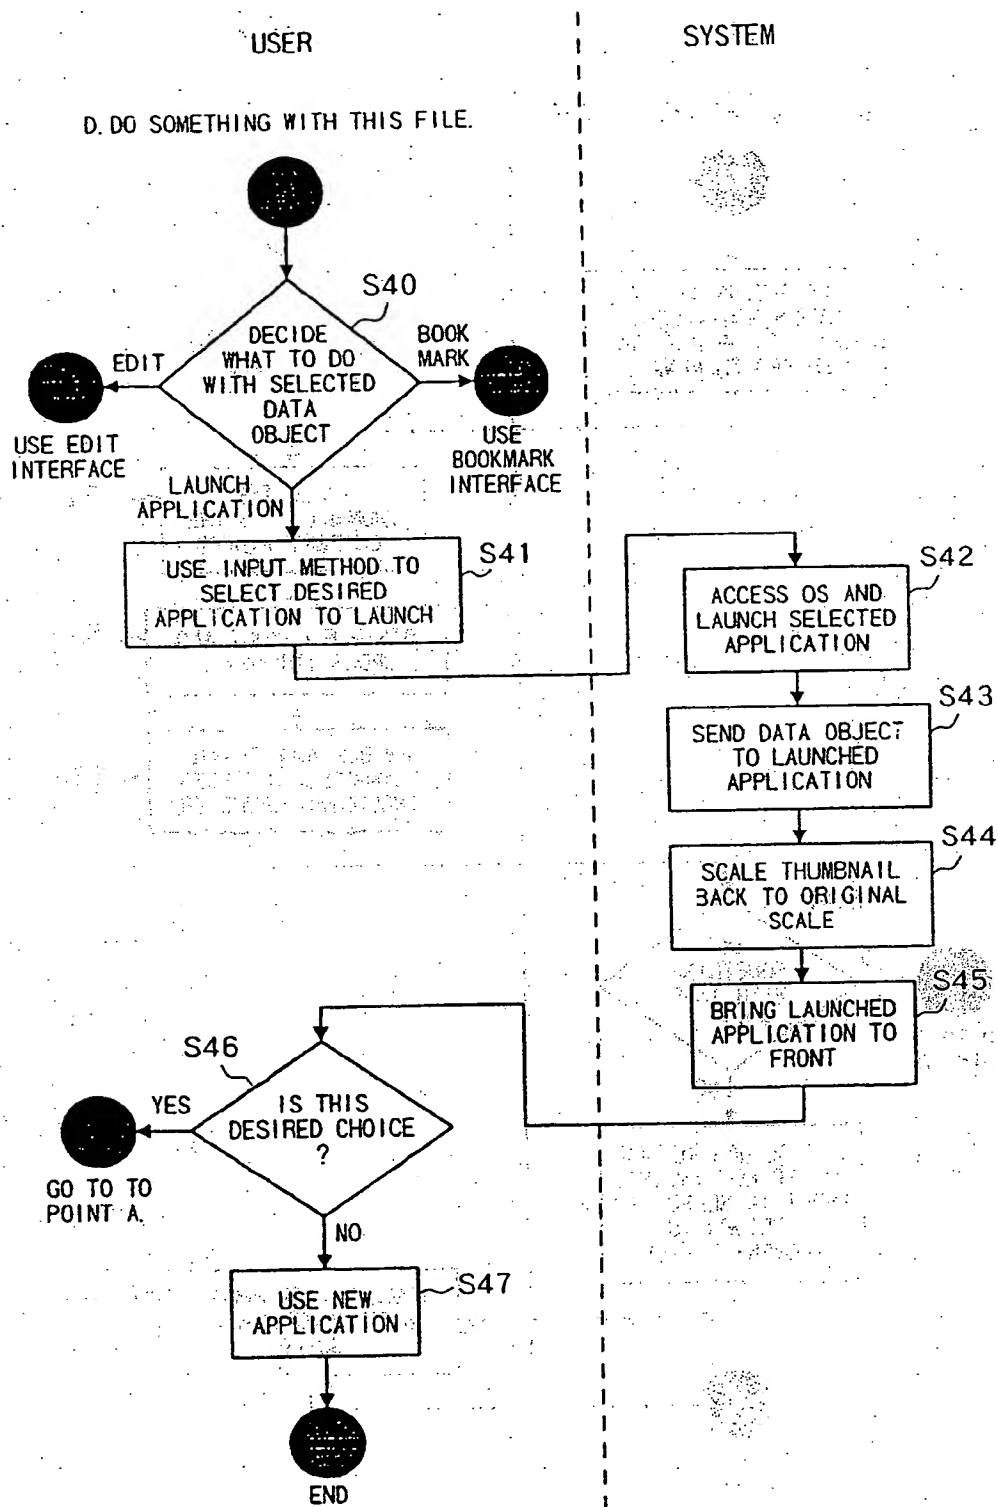 USER
SYSTEM
D. DO SOMETHING WITH THIS FILE.
S40
DECIDE
WHAT TO DO
WITH SELECTED
DATA
OBJECT
EDIT
BOOK
MARK
USE EDIT
INTERFACE
USE
BOOKMARK
INTERFACE
LAUNCH
APPLICATION
S41
USE INPUT METHOD TO
SELECT DESIRED
APPLICATION TO LAUNCH
S42
ACCESS OS AND
LAUNCH SELECTED
APPLICATION
S43
SEND DATA OBJECT
TO LAUNCHED
APPLICATION
S44
SCALE THUMBNAIL
BACK TO ORIGINAL
SCALE
S45
BRING LAUNCHED
APPLICATION TO
FRONT
S46
IS THIS
DESIRED CHOICE
?
YES
GO TO TO
POINT A.
NO
S47
USE NEW
APPLICATION
END